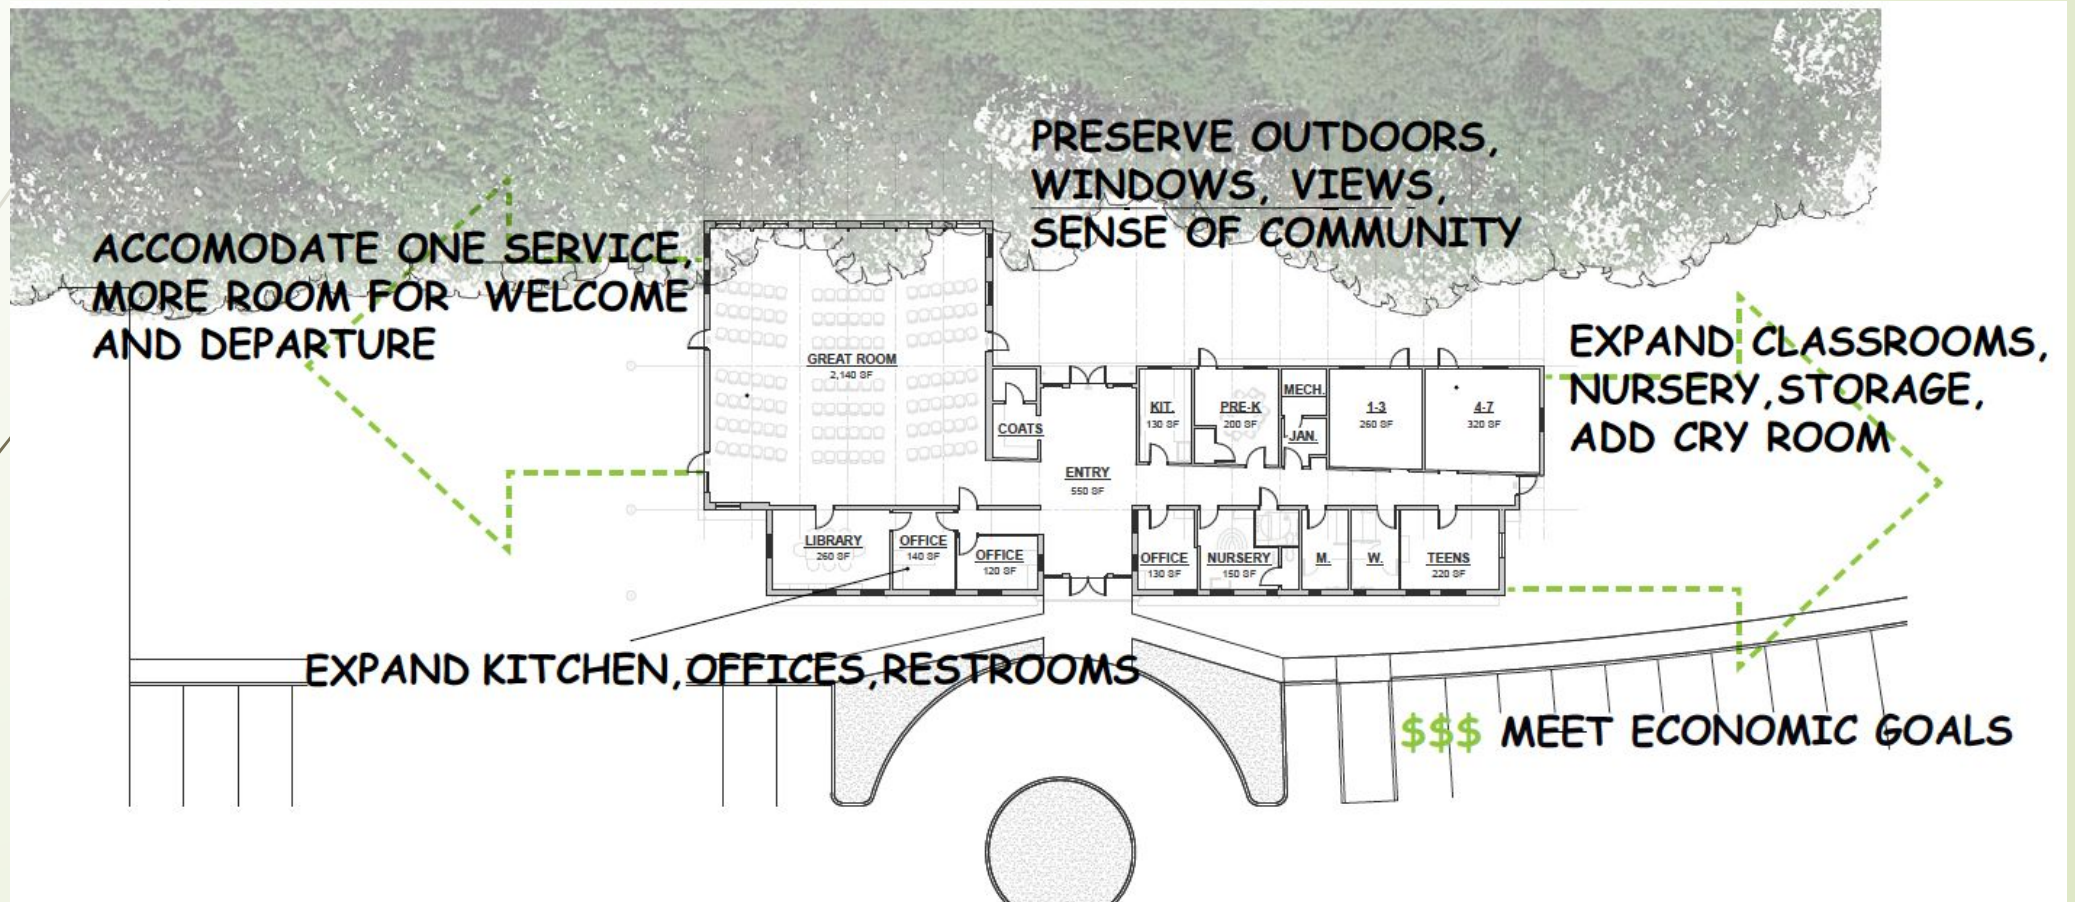 PRESERVE OUTDOORS,
WINDOWS, VIEWS,
SENSE OF COMMUNITY
ACCOMODATE ONE SERVICE,
MORE ROOM FOR WELCOME
AND DEPARTURE
EXPAND CLASSROOMS,
NURSERY,STORAGE,
ADD CRY ROOM
GREAT ROOM
2,140 SF
COATS
ENTRY
550 SF
KIT.
130 SF
PRE-K
200 SF
MECH.
JAN.
1-3
260 SF
4-7
320 SF
LIBRARY
260 SF
OFFICE
140 SF
OFFICE
120 SF
OFFICE
130 SF
NURSERY
150 SF
M.
W.
TEENS
220 SF
EXPAND KITCHEN,OFFICES,RESTROOMS
$$$ MEET ECONOMIC GOALS